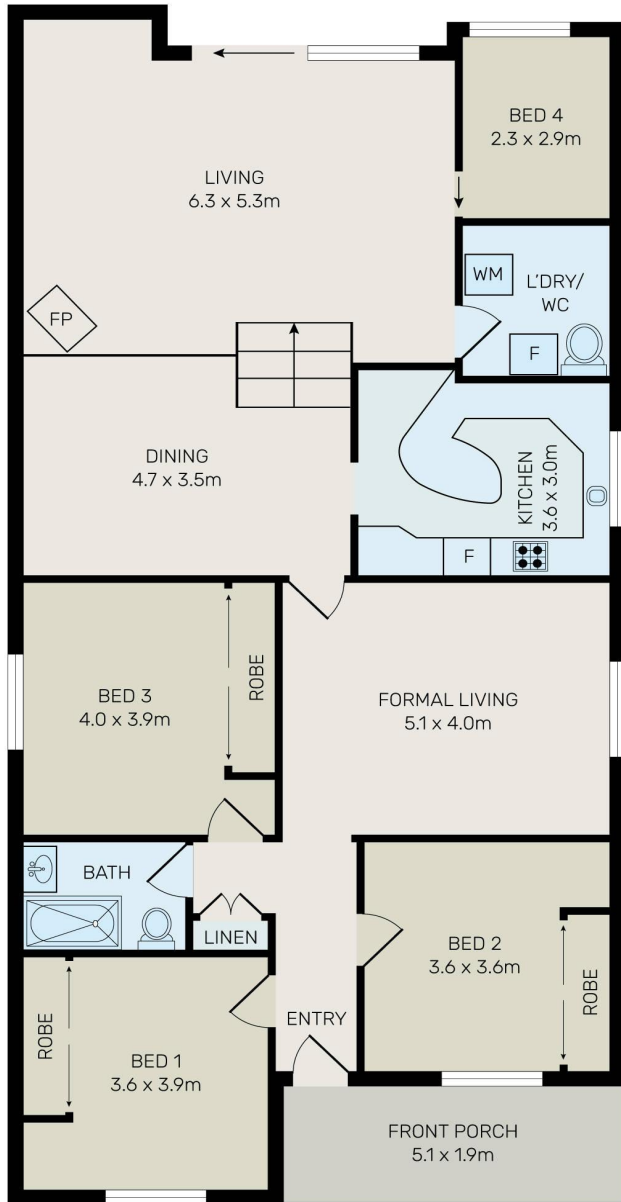 BED 4
2.3 x 2.9m
LIVING
6.3 x 5.3m
WM
L'DRY/
WC
F
FP
DINING
4.7 x 3.5m
KITCHEN
3.6 x 3.0m
F
BED 3
4.0 x 3.9m
ROBE
FORMAL LIVING
5.1 x 4.0m
BATH
LINEN
BED 2
3.6 x 3.6m
ROBE
ENTRY
ROBE
BED 1
3.6 x 3.9m
FRONT PORCH
5.1 x 1.9m